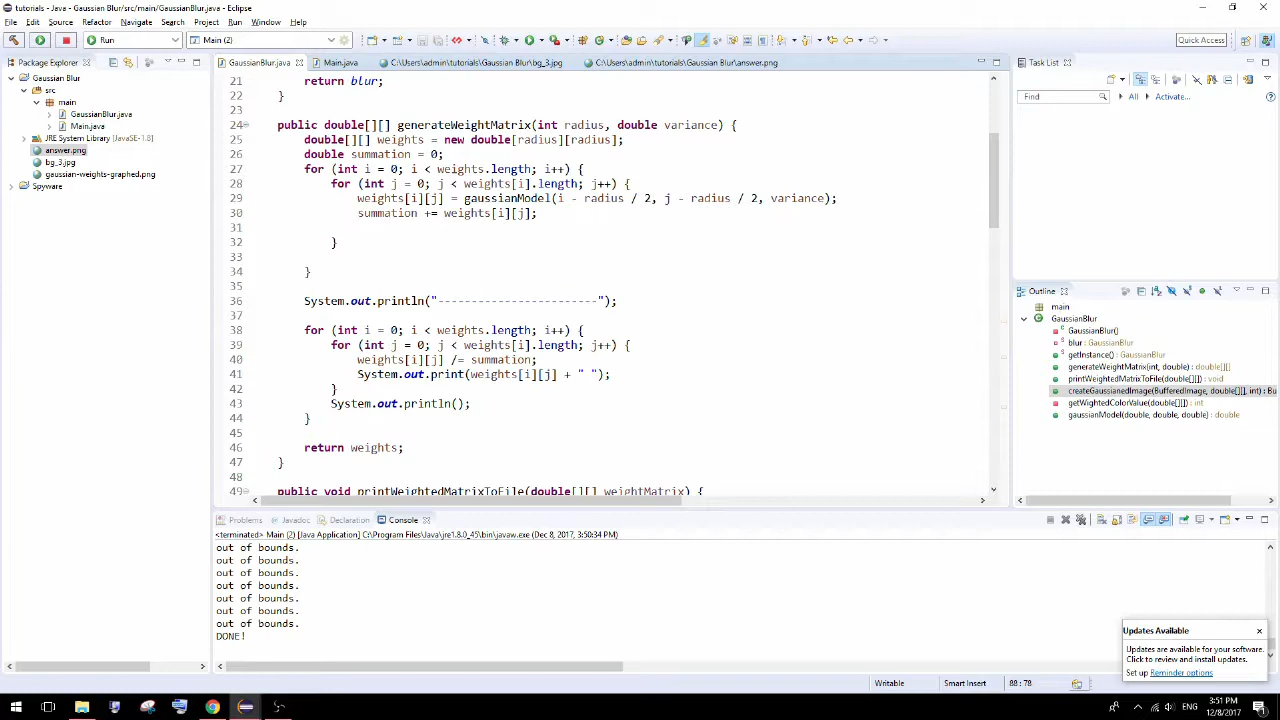 tutorials - Java - Gaussian Blur/src/main/GaussianBlur.java - Eclipse
File Edit Source Refactor Navigate Search Project Run Window Help
Run
Main (2)
Quick Access
Package Explorer
Gaussian Blur
src
main
GaussianBlur.java
Main.java
JRE System Library [JavaSE-1.8]
answer.png
bg_3.jpg
gaussian-weights-graphed.png
Spyware
GaussianBlur.java
Main.java
C:\Users\admin\tutorials\Gaussian Blur\bg_3.jpg
C:\Users\admin\tutorials\Gaussian Blur\answer.png
21 return blur;
22 }
23
24 public double[][] generateWeightMatrix(int radius, double variance) {
25 double[][] weights = new double[radius][radius];
26 double summation = 0;
27 for (int i = 0; i < weights.length; i++) {
28 for (int j = 0; j < weights[i].length; j++) {
29 weights[i][j] = gaussianModel(i - radius / 2, j - radius / 2, variance);
30 summation += weights[i][j];
31
32 }
33
34 }
35
36 System.out.println("------------------------");
37
38 for (int i = 0; i < weights.length; i++) {
39 for (int j = 0; j < weights[i].length; j++) {
40 weights[i][j] /= summation;
41 System.out.print(weights[i][j] + " ");
42 }
43 System.out.println();
44 }
45
46 return weights;
47 }
48
49 public void printWeightedMatrixToFile(double[][] weightMatrix) {
Task List
Find
All
Activate...
Outline
main
GaussianBlur
GaussianBlur()
blur : GaussianBlur
getInstance() : GaussianBlur
generateWeightMatrix(int, double) : double[][]
printWeightedMatrixToFile(double[][]) : void
createGaussianedImage(BufferedImage, double[][], int) : Bu
getWightedColorValue(double[][]) : int
gaussianModel(double, double, double) : double
Problems
Javadoc
Declaration
Console
<terminated> Main (2) [Java Application] C:\Program Files\Java\jre1.8.0_45\bin\javaw.exe (Dec 8, 2017, 3:50:34 PM)
out of bounds.
out of bounds.
out of bounds.
out of bounds.
out of bounds.
out of bounds.
out of bounds.
DONE!
Updates Available
Updates are available for your software.
Click to review and install updates.
Set up Reminder options
Writable
Smart Insert
88 : 78
ENG
3:51 PM
12/8/2017